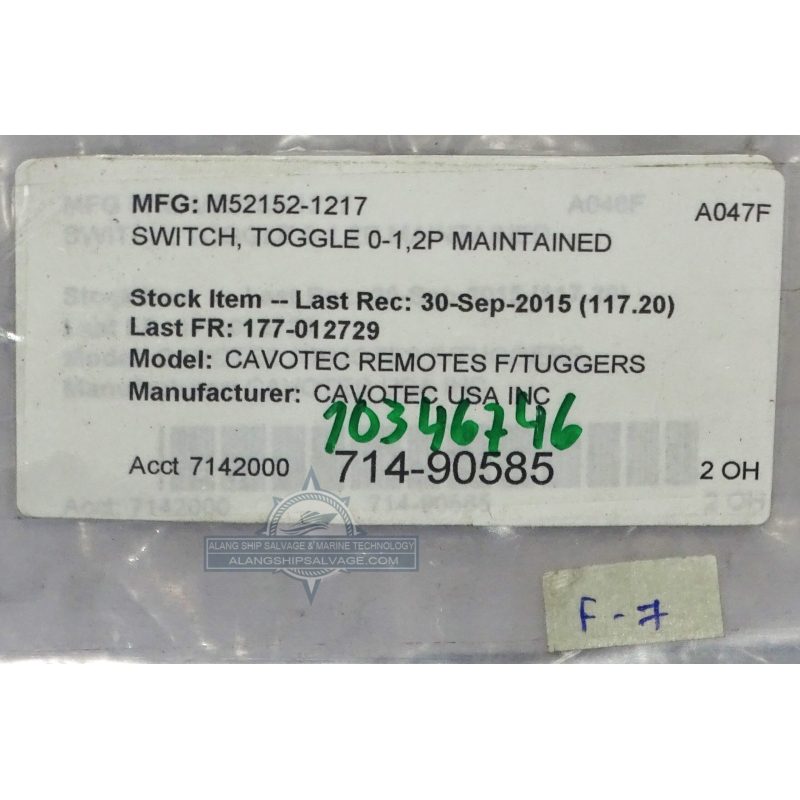 MFG: M52152-1217
A047F
SWITCH, TOGGLE 0-1,2P MAINTAINED
Stock Item -- Last Rec: 30-Sep-2015 (117.20)
Last FR: 177-012729
Model: CAVOTEC REMOTES F/TUGGERS
Manufacturer: CAVOTEC USA INC
10346746
Acct 7142000 714-90585 2 OH
ALANG SHIP SALVAGE & MARINE TECHNOLOGY
ALANGSHIPSALVAGE.COM
F-7